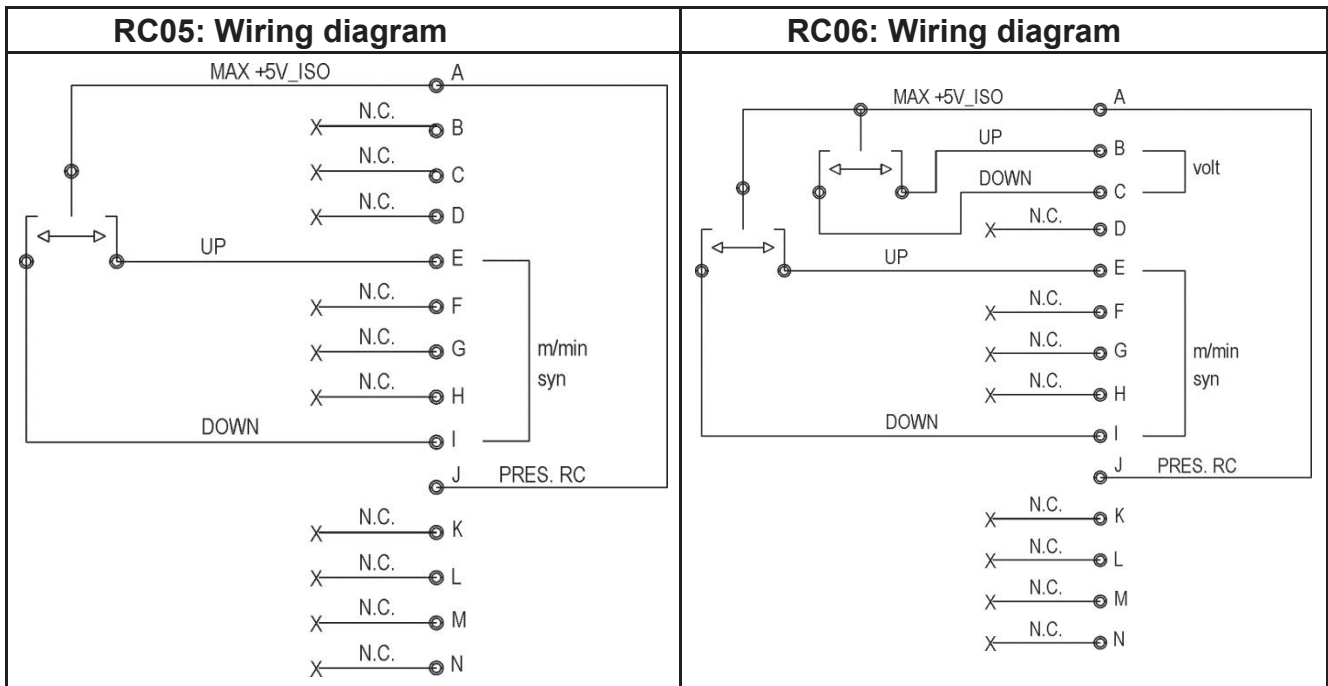 RC05: Wiring diagram
MAX +5V_ISO A
N.C. B
X
N.C. C
X
N.C. D
X
UP E
N.C. F
X
N.C. G
X
m/min
syn
N.C. H
X
DOWN I
J PRES. RC
N.C. K
X
N.C. L
X
N.C. M
X
N.C. N
X
RC06: Wiring diagram
MAX +5V_ISO A
UP B
volt
DOWN C
N.C. D
X
UP E
N.C. F
X
N.C. G
X
m/min
syn
N.C. H
X
DOWN I
J PRES. RC
N.C. K
X
N.C. L
X
N.C. M
X
N.C. N
X